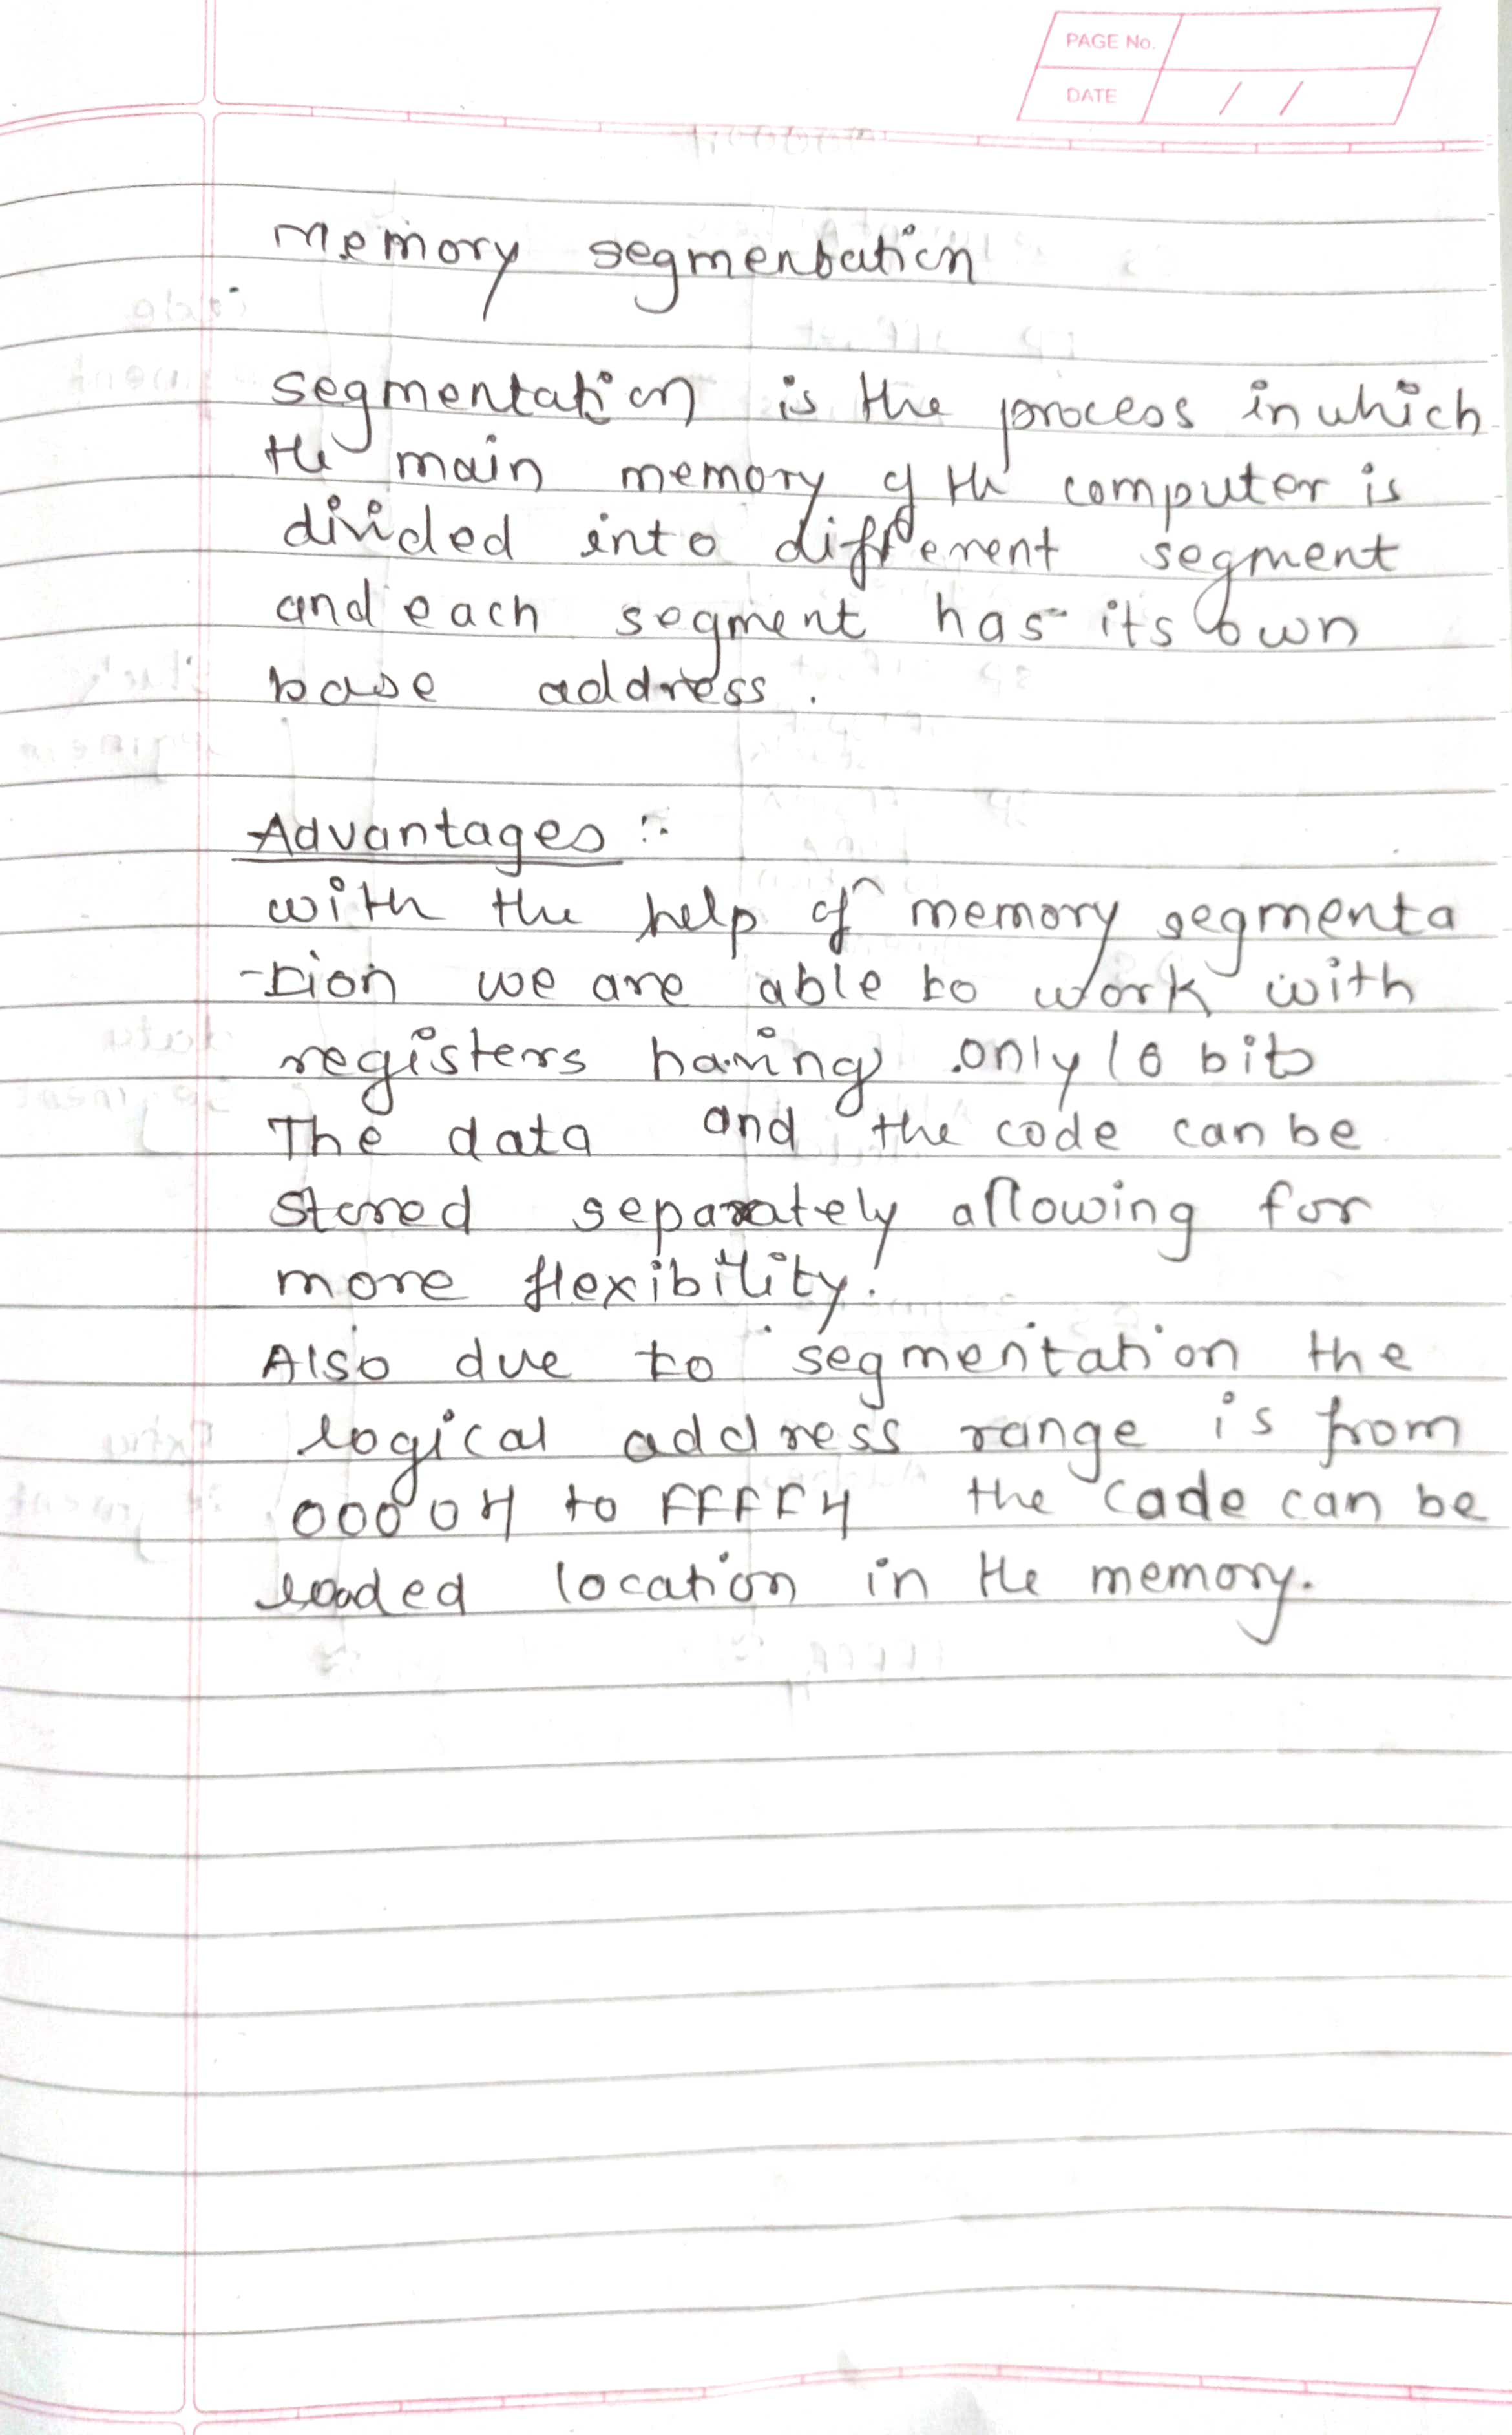 PAGE No.
DATE / /
Memory segmentation
segmentation is the process in which
the main memory of the computer is
divided into different segment
and each segment has its own
base address.
Advantages :-
with the help of memory segmenta
-tion we are able to work with
registers having only 16 bits
The data and the code can be
stored separately allowing for
more flexibility.
Also due to segmentation the
logical address range is from
0000H to FFFFH the code can be
loaded location in the memory.